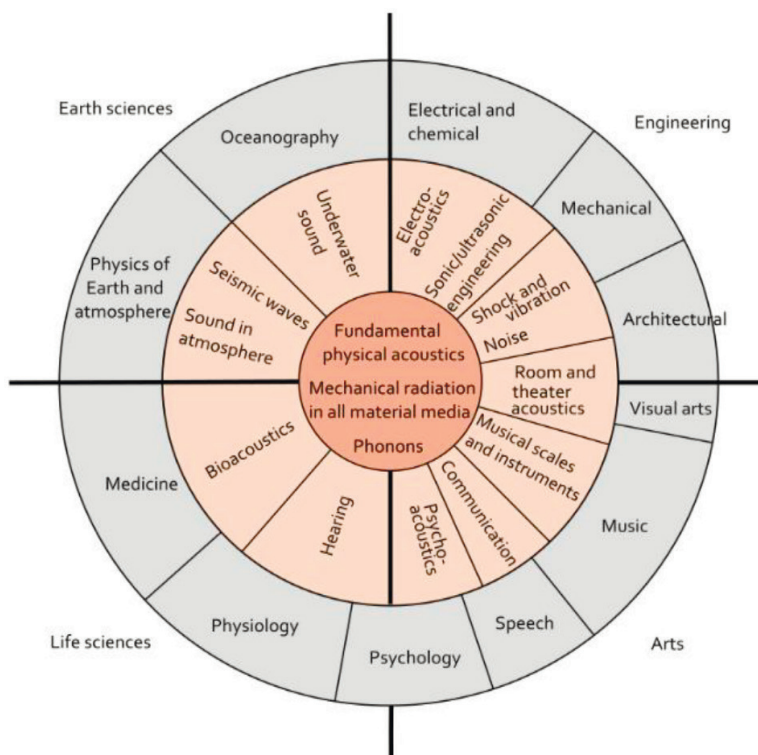 Earth sciences
Engineering
Oceanography
Electrical and
chemical
Mechanical
Architectural
Physics of
Earth and
atmosphere
Underwater
sound
Electro-
acoustics
Sonic/ultrasonic
engineering
Seismic waves
Sound in
atmosphere
Shock and
vibration
Noise
Fundamental
physical acoustics
Mechanical radiation
in all material media
Phonons
Room and
theater
acoustics
Visual arts
Musical scales
and instruments
Bioacoustics
Hearing
Psycho-
acoustics
Communication
Medicine
Music
Physiology
Psychology
Speech
Life sciences
Arts